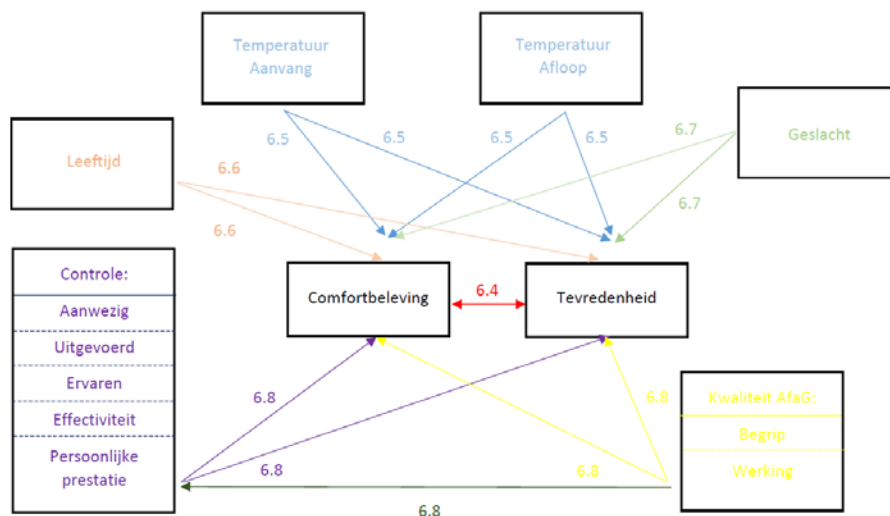 Temperatuur
Aanvang
Temperatuur
Afloop
Geslacht
Leeftijd
6.5
6.5
6.5
6.5
6.7
6.7
6.6
6.6
Controle:
Aanwezig
Uitgevoerd
Ervaren
Effectiviteit
Persoonlijke
prestatie
Comfortbeleving
6.4
Tevredenheid
Kwaliteit AfaG:
Begrip
Werking
6.8
6.8
6.8
6.8
6.8